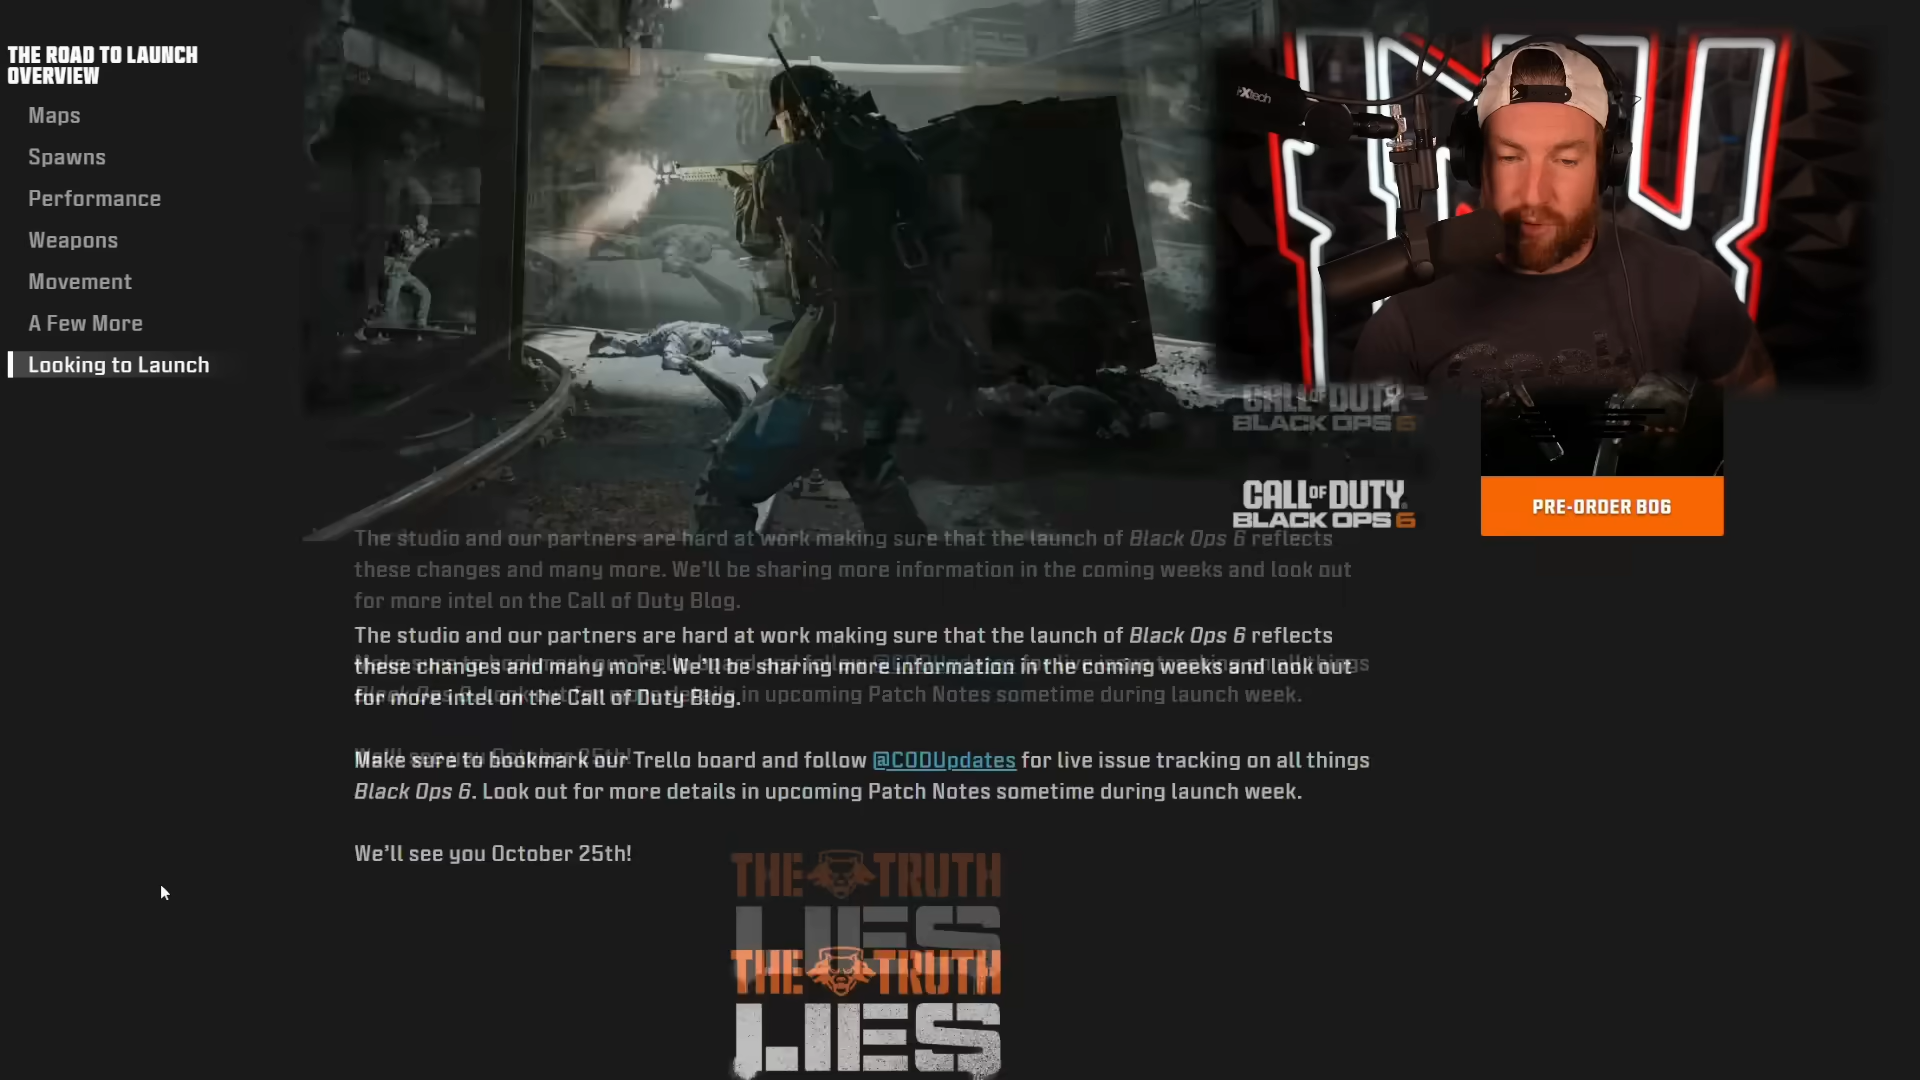 THE ROAD TO LAUNCH
OVERVIEW
Maps
Spawns
Performance
Weapons
Movement
A Few More
Looking to Launch
CALL OF DUTY
BLACK OPS 6
CALL OF DUTY.
BLACK OPS 6
PRE-ORDER BO6
The studio and our partners are hard at work making sure that the launch of Black Ops 6 reflects
these changes and many more. We'll be sharing more information in the coming weeks and look out
for more intel on the Call of Duty Blog.
The studio and our partners are hard at work making sure that the launch of Black Ops 6 reflects
these changes and many more. We'll be sharing more information in the coming weeks and look out
for more intel on the Call of Duty Blog.
in upcoming Patch Notes sometime during launch week.
We'll see you October 25th!
Make sure to bookmark our Trello board and follow @CODUpdates for live issue tracking on all things
Black Ops 6. Look out for more details in upcoming Patch Notes sometime during launch week.
We'll see you October 25th!
THE TRUTH
LIES
THE TRUTH
LIES